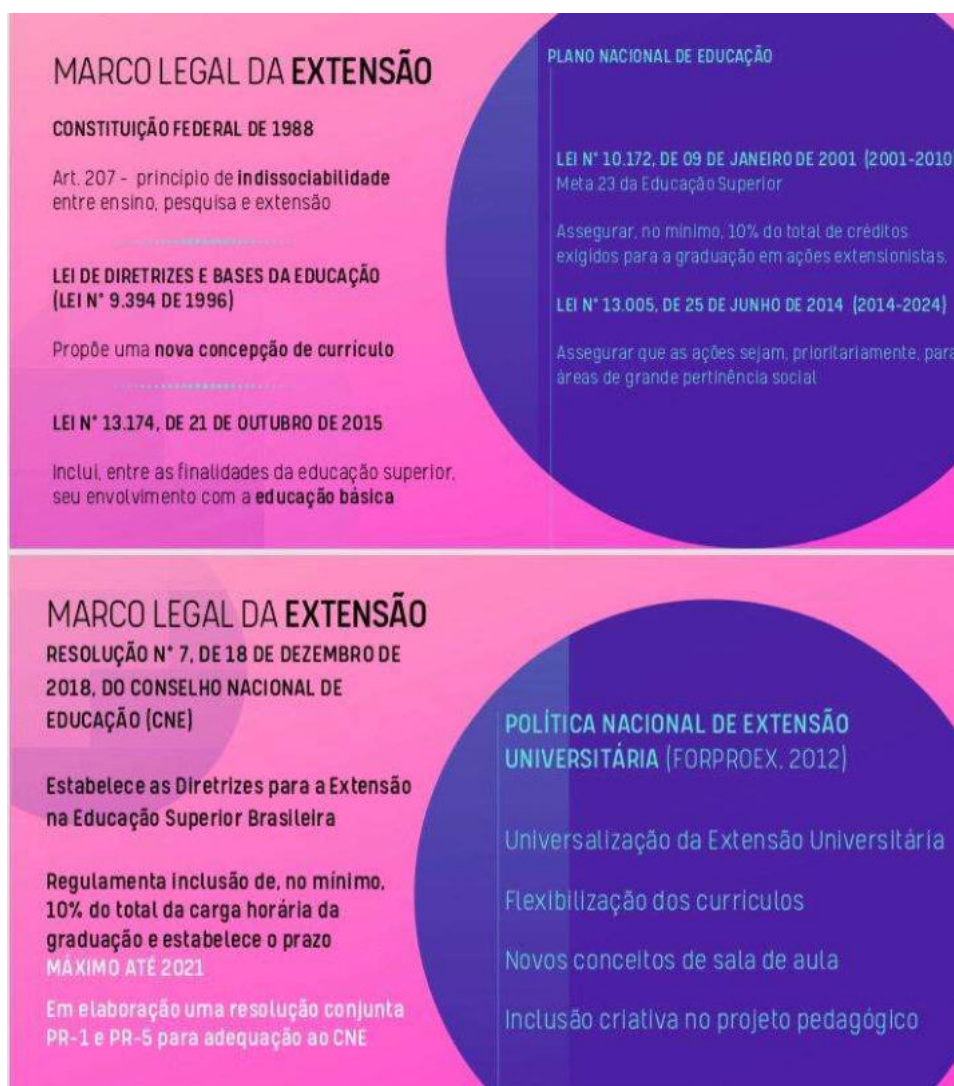 MARCO LEGAL DA EXTENSÃO
CONSTITUIÇÃO FEDERAL DE 1988
Art. 207 - princípio de indissociabilidade
entre ensino, pesquisa e extensão
LEI DE DIRETRIZES E BASES DA EDUCAÇÃO
(LEI N° 9.394 DE 1996)
Propõe uma nova concepção de currículo
LEI N° 13.174, DE 21 DE OUTUBRO DE 2015
Inclui, entre as finalidades da educação superior,
seu envolvimento com a educação básica
PLANO NACIONAL DE EDUCAÇÃO
LEI N° 10.172, DE 09 DE JANEIRO DE 2001 (2001-2010)
Meta 23 da Educação Superior
Assegurar, no mínimo, 10% do total de créditos
exigidos para a graduação em ações extensionistas.
LEI N° 13.005, DE 25 DE JUNHO DE 2014 (2014-2024)
Assegurar que as ações sejam, prioritariamente, para
áreas de grande pertinência social
MARCO LEGAL DA EXTENSÃO
RESOLUÇÃO N° 7, DE 18 DE DEZEMBRO DE
2018, DO CONSELHO NACIONAL DE
EDUCAÇÃO (CNE)
Estabelece as Diretrizes para a Extensão
na Educação Superior Brasileira
Regulamenta inclusão de, no mínimo,
10% do total da carga horária da
graduação e estabelece o prazo
MÁXIMO ATÉ 2021
Em elaboração uma resolução conjunta
PR-1 e PR-5 para adequação ao CNE
POLÍTICA NACIONAL DE EXTENSÃO
UNIVERSITÁRIA (FORPROEX, 2012)
Universalização da Extensão Universitária
Flexibilização dos currículos
Novos conceitos de sala de aula
Inclusão criativa no projeto pedagógico